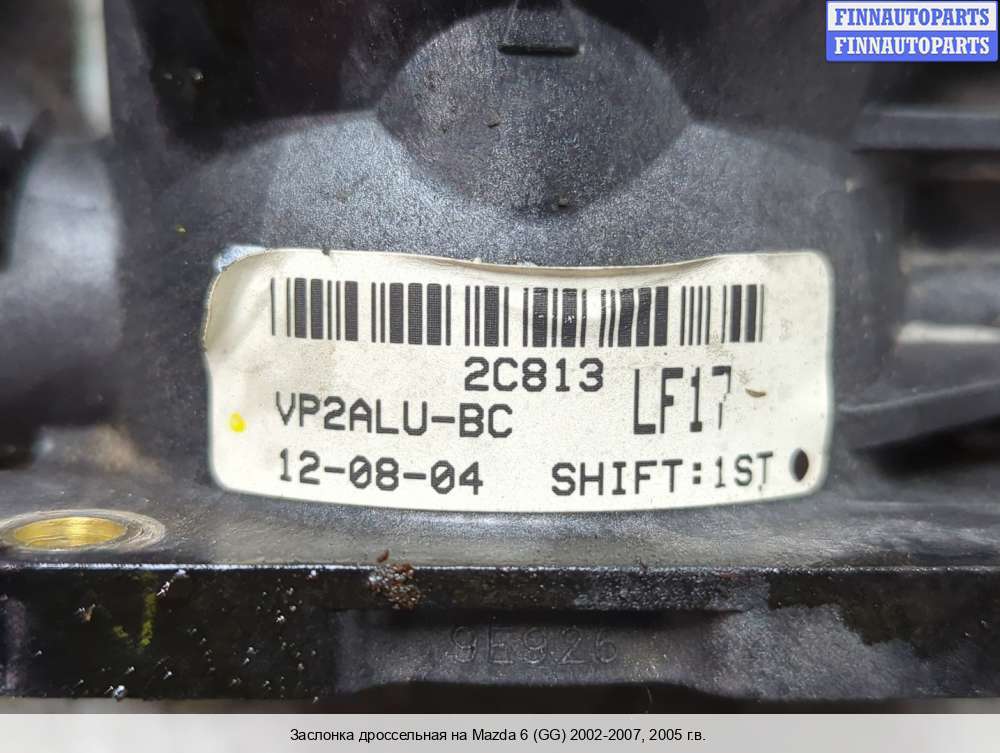 FINNAUTOPARTS
FINNAUTOPARTS
2C813
VP2ALU-BC LF17
12-08-04 SHIFT:1ST
9E926
Заслонка дроссельная на Mazda 6 (GG) 2002-2007, 2005 г.в.